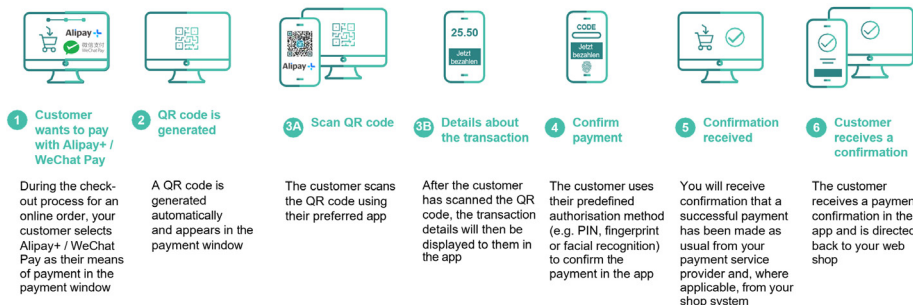 Alipay+
微信支付
WeChat Pay
Alipay+
25.50
Jetzt
bezahlen
CODE
Jetzt
bezahlen
1 Customer
wants to pay
with Alipay+ /
WeChat Pay
During the check-
out process for an
online order, your
customer selects
Alipay+ / WeChat
Pay as their means
of payment in the
payment window
2 QR code is
generated
A QR code is
generated
automatically
and appears in the
payment window
3A Scan QR code
The customer scans
the QR code using
their preferred app
3B Details about
the transaction
After the customer
has scanned the QR
code, the transaction
details will then be
displayed to them in
the app
4 Confirm
payment
The customer uses
their predefined
authorisation method
(e.g. PIN, fingerprint
or facial recognition)
to confirm the
payment in the app
5 Confirmation
received
You will receive
confirmation that a
successful payment
has been made as
usual from your
payment service
provider and, where
applicable, from your
shop system
6 Customer
receives a
confirmation
The customer
receives a payment
confirmation in the
app and is directed
back to your web
shop